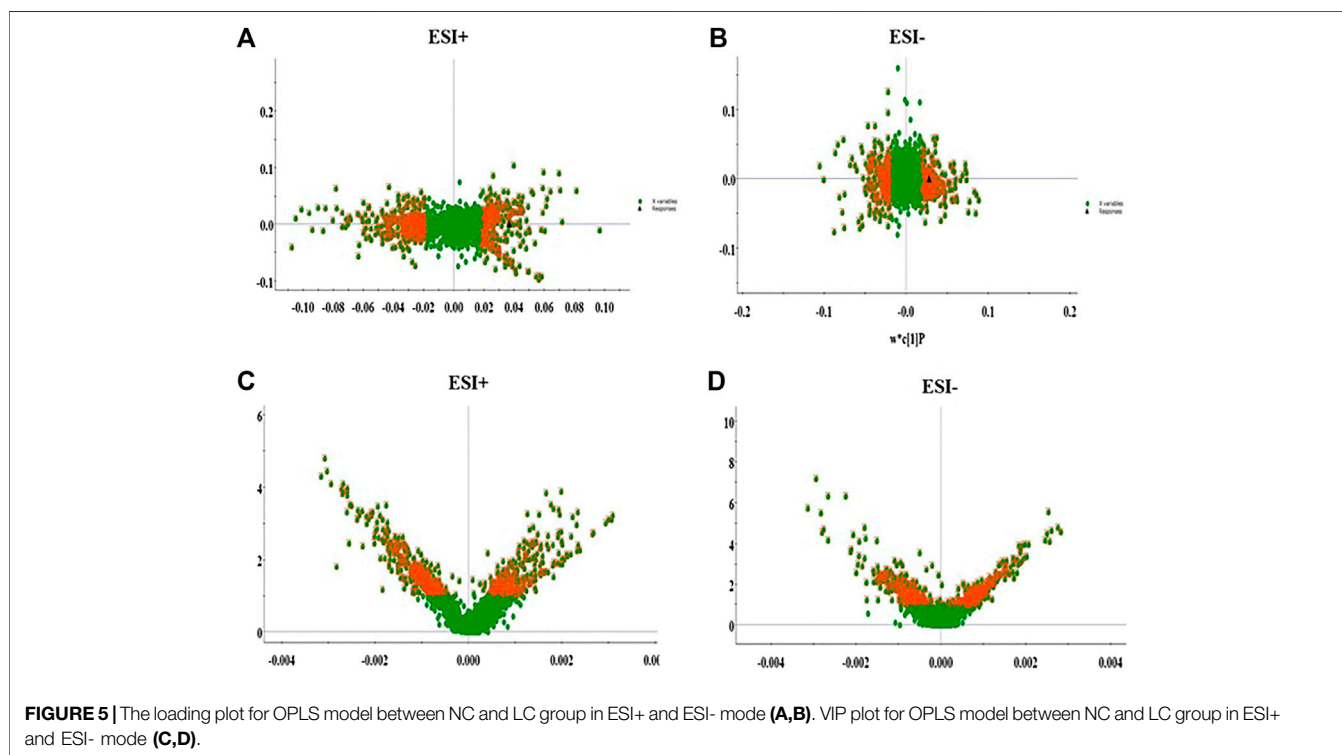 A
ESI+
0.2
0.1
0.0
-0.1
-0.10 -0.08 -0.06 -0.04 -0.02 0.00 0.02 0.04 0.06 0.08 0.10
X variables
Responses
B
ESI-
0.1
0.0
-0.1
-0.2 -0.1 -0.0 0.1 0.2
w*c[1]P
X variables
Responses
C
ESI+
6
4
2
0
-0.004 -0.002 0.000 0.002
D
ESI-
10
8
6
4
2
0
-0.004 -0.002 0.000 0.002 0.004
FIGURE 5 | The loading plot for OPLS model between NC and LC group in ESI+ and ESI- mode (A,B). VIP plot for OPLS model between NC and LC group in ESI+
and ESI- mode (C,D).